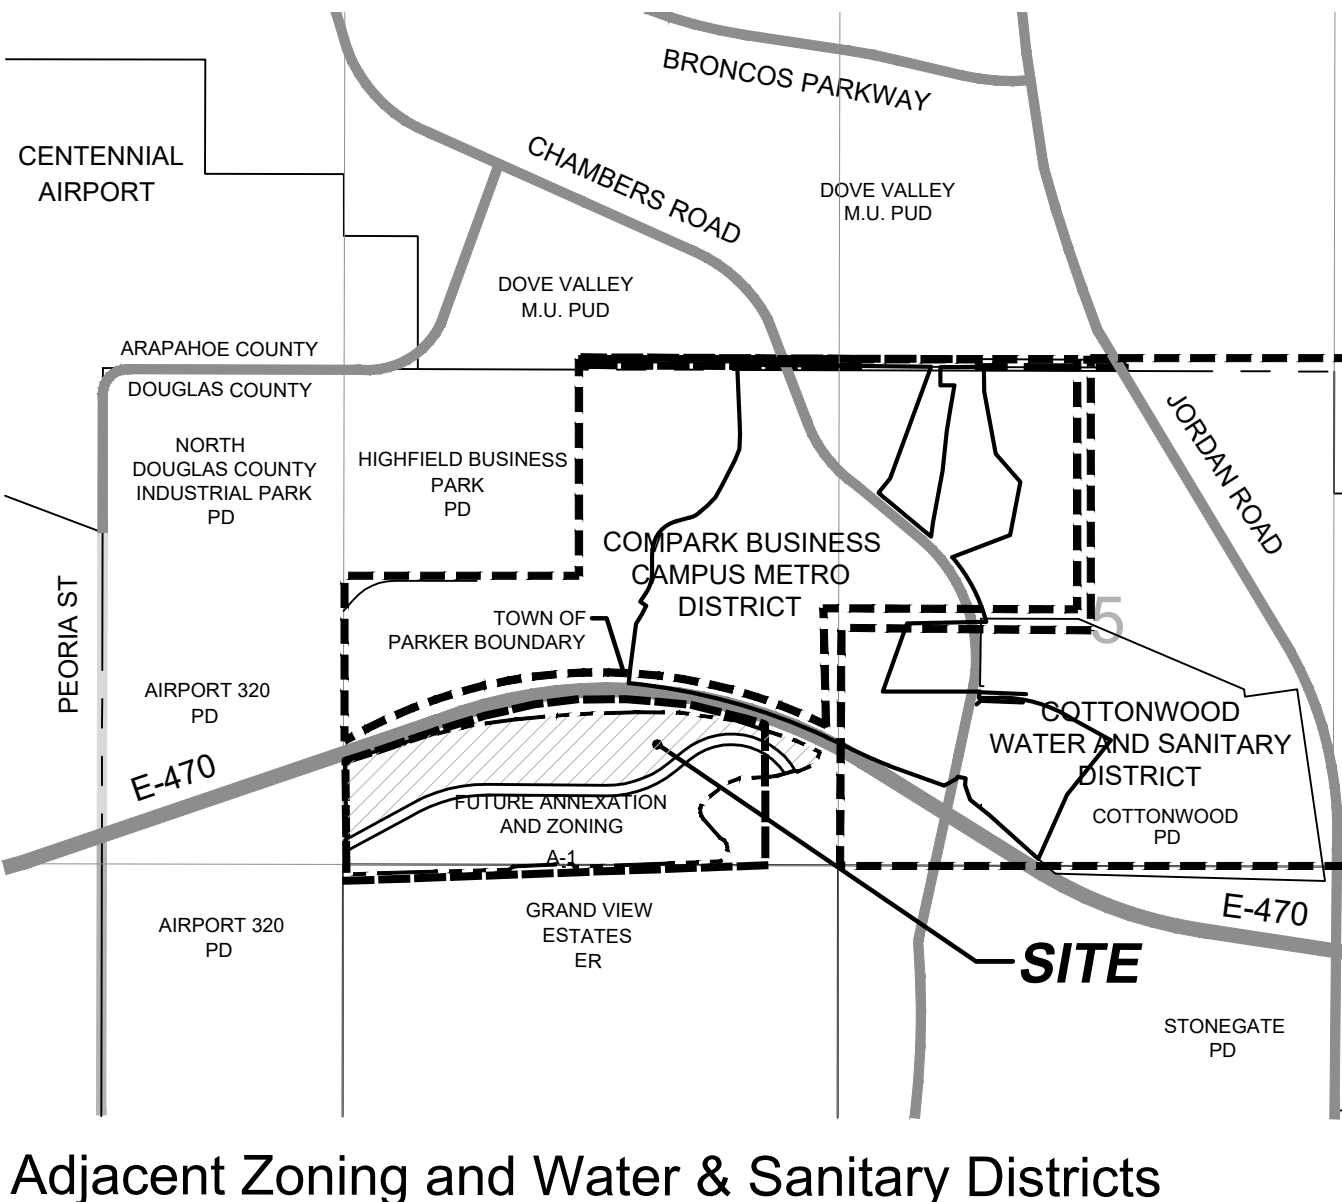 BRONCOS PARKWAY
CENTENNIAL
AIRPORT
CHAMBERS ROAD
DOVE VALLEY
M.U. PUD
DOVE VALLEY
M.U. PUD
ARAPAHOE COUNTY
DOUGLAS COUNTY
NORTH
DOUGLAS COUNTY
INDUSTRIAL PARK
PD
HIGHFIELD BUSINESS
PARK
PD
JORDAN ROAD
COMPARK BUSINESS
CAMPUS METRO
DISTRICT
5
PEORIA ST
TOWN OF
PARKER BOUNDARY
AIRPORT 320
PD
E-470
COTTONWOOD
WATER AND SANITARY
DISTRICT
COTTONWOOD
PD
FUTURE ANNEXATION
AND ZONING
A-1
AIRPORT 320
PD
GRAND VIEW
ESTATES
ER
E-470
SITE
STONEGATE
PD
Adjacent Zoning and Water & Sanitary Districts